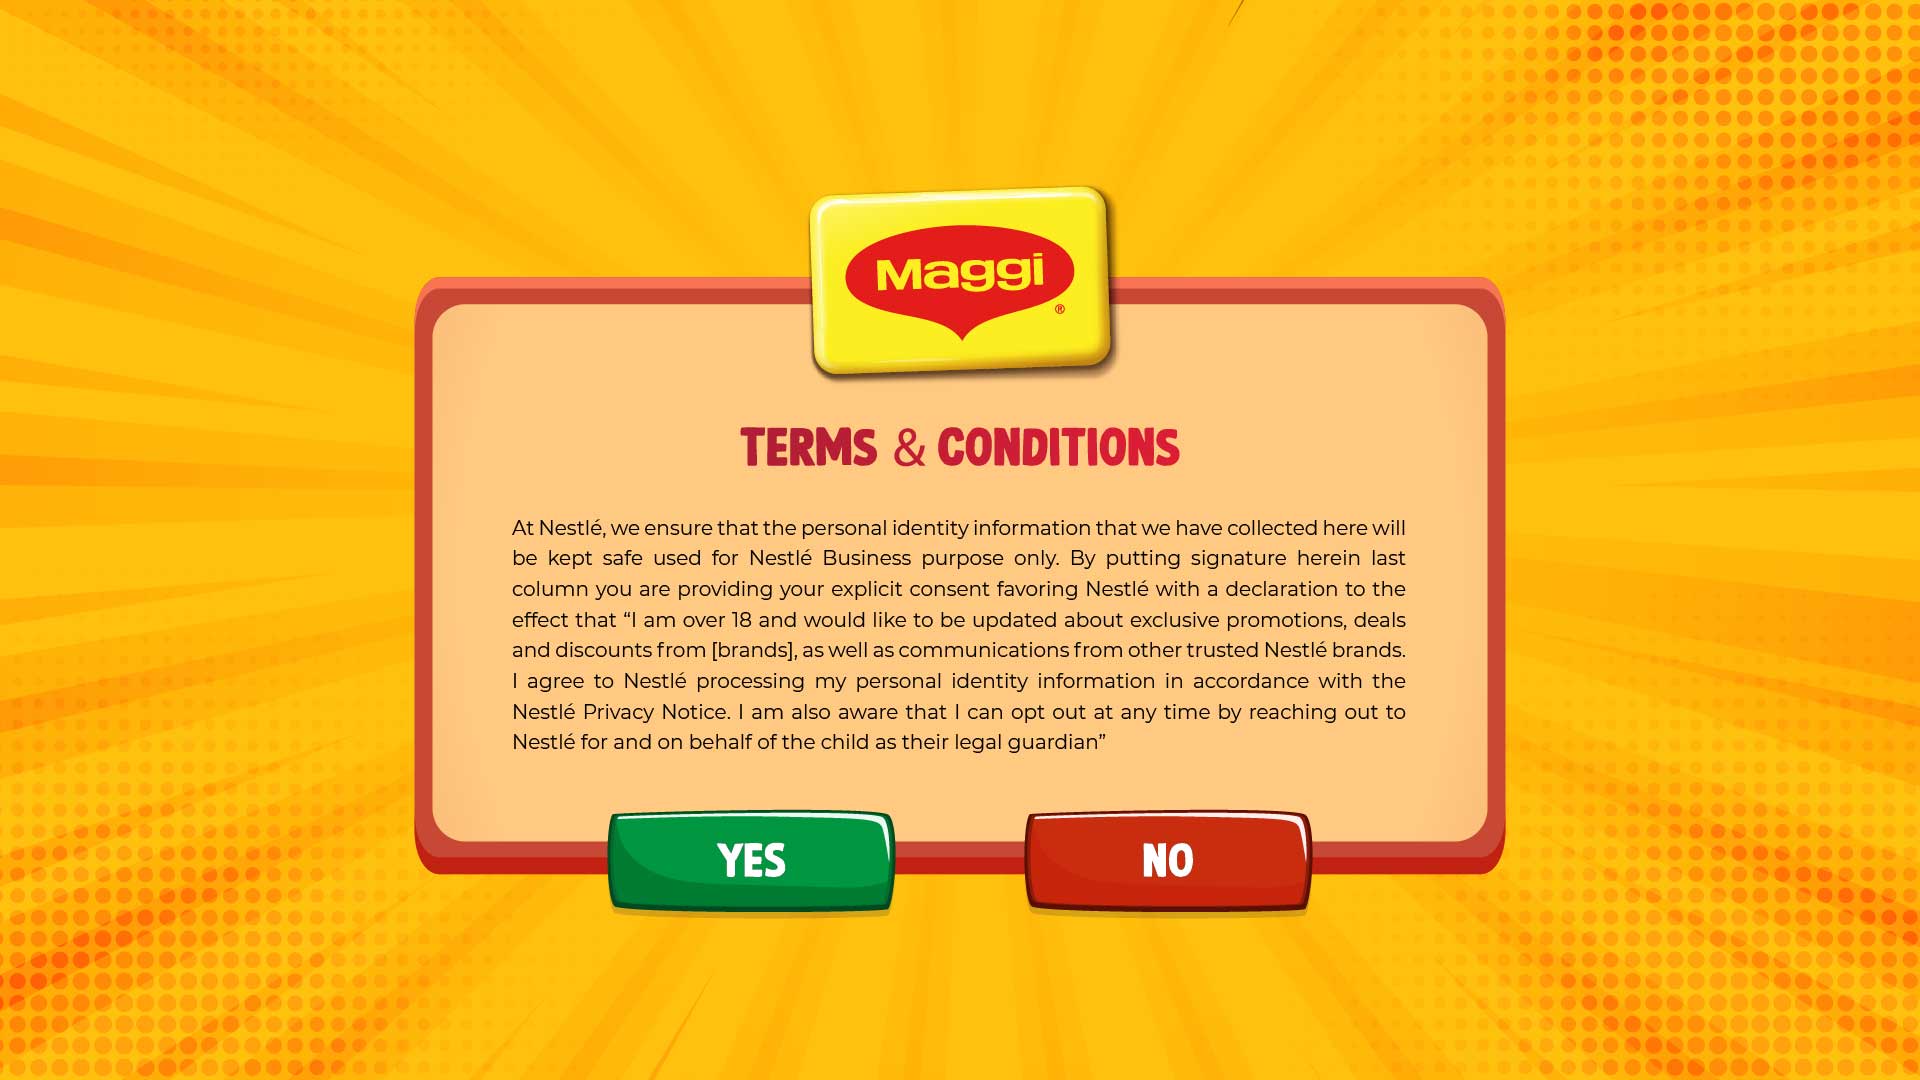 Maggi
®
TERMS & CONDITIONS
At Nestlé, we ensure that the personal identity information that we have collected here will
be kept safe used for Nestlé Business purpose only. By putting signature herein last
column you are providing your explicit consent favoring Nestlé with a declaration to the
effect that “I am over 18 and would like to be updated about exclusive promotions, deals
and discounts from [brands], as well as communications from other trusted Nestlé brands.
I agree to Nestlé processing my personal identity information in accordance with the
Nestlé Privacy Notice. I am also aware that I can opt out at any time by reaching out to
Nestlé for and on behalf of the child as their legal guardian”
YES
NO